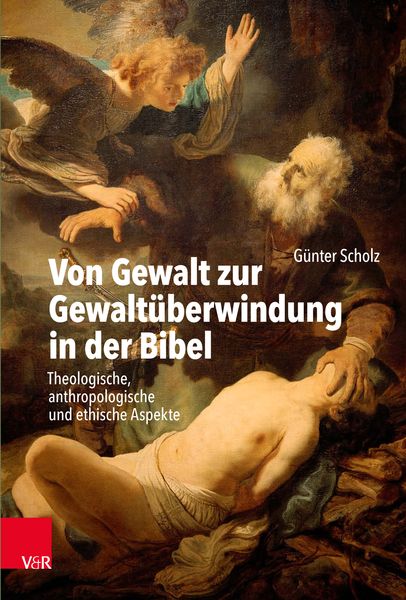 Günter Scholz
Von Gewalt zur
Gewaltüberwindung
in der Bibel
Theologische,
anthropologische
und ethische Aspekte
V&R